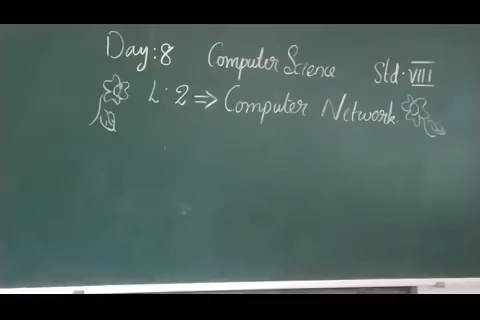 Day: 8 Computer Science Std. VIII
L: 2 ⇒ Computer Network.